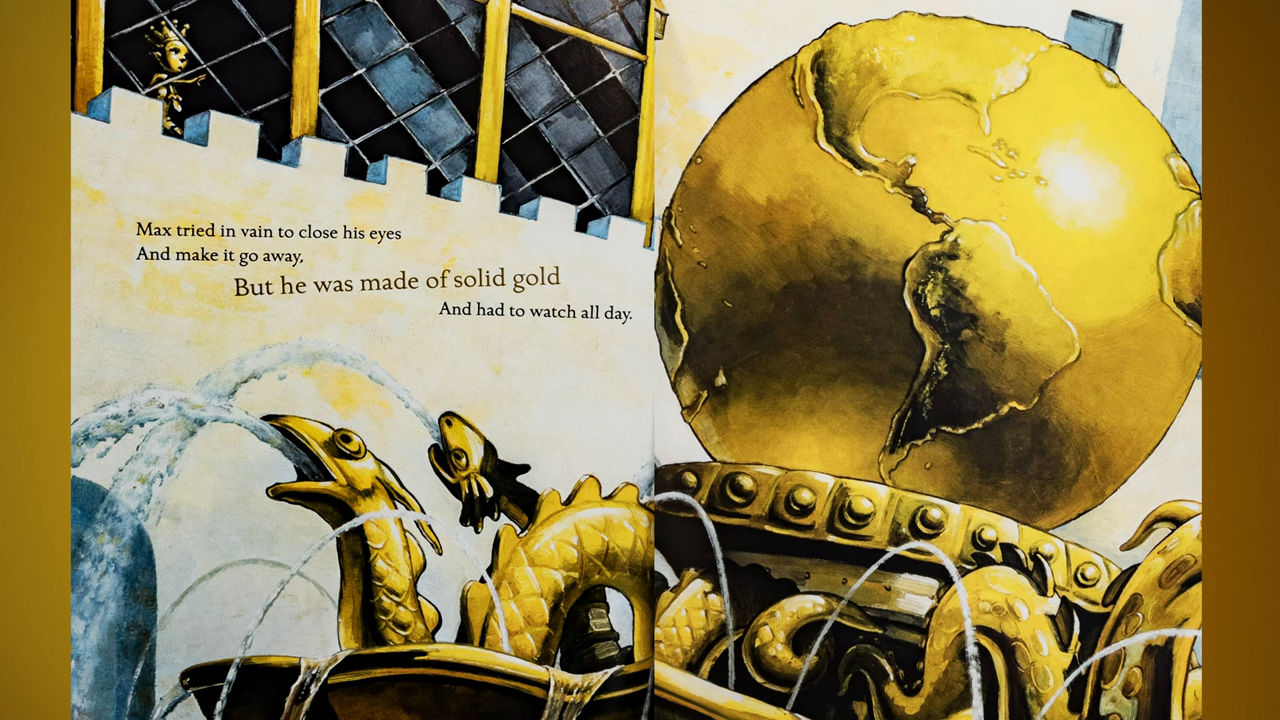 Max tried in vain to close his eyes
And make it go away,
But he was made of solid gold
And had to watch all day.